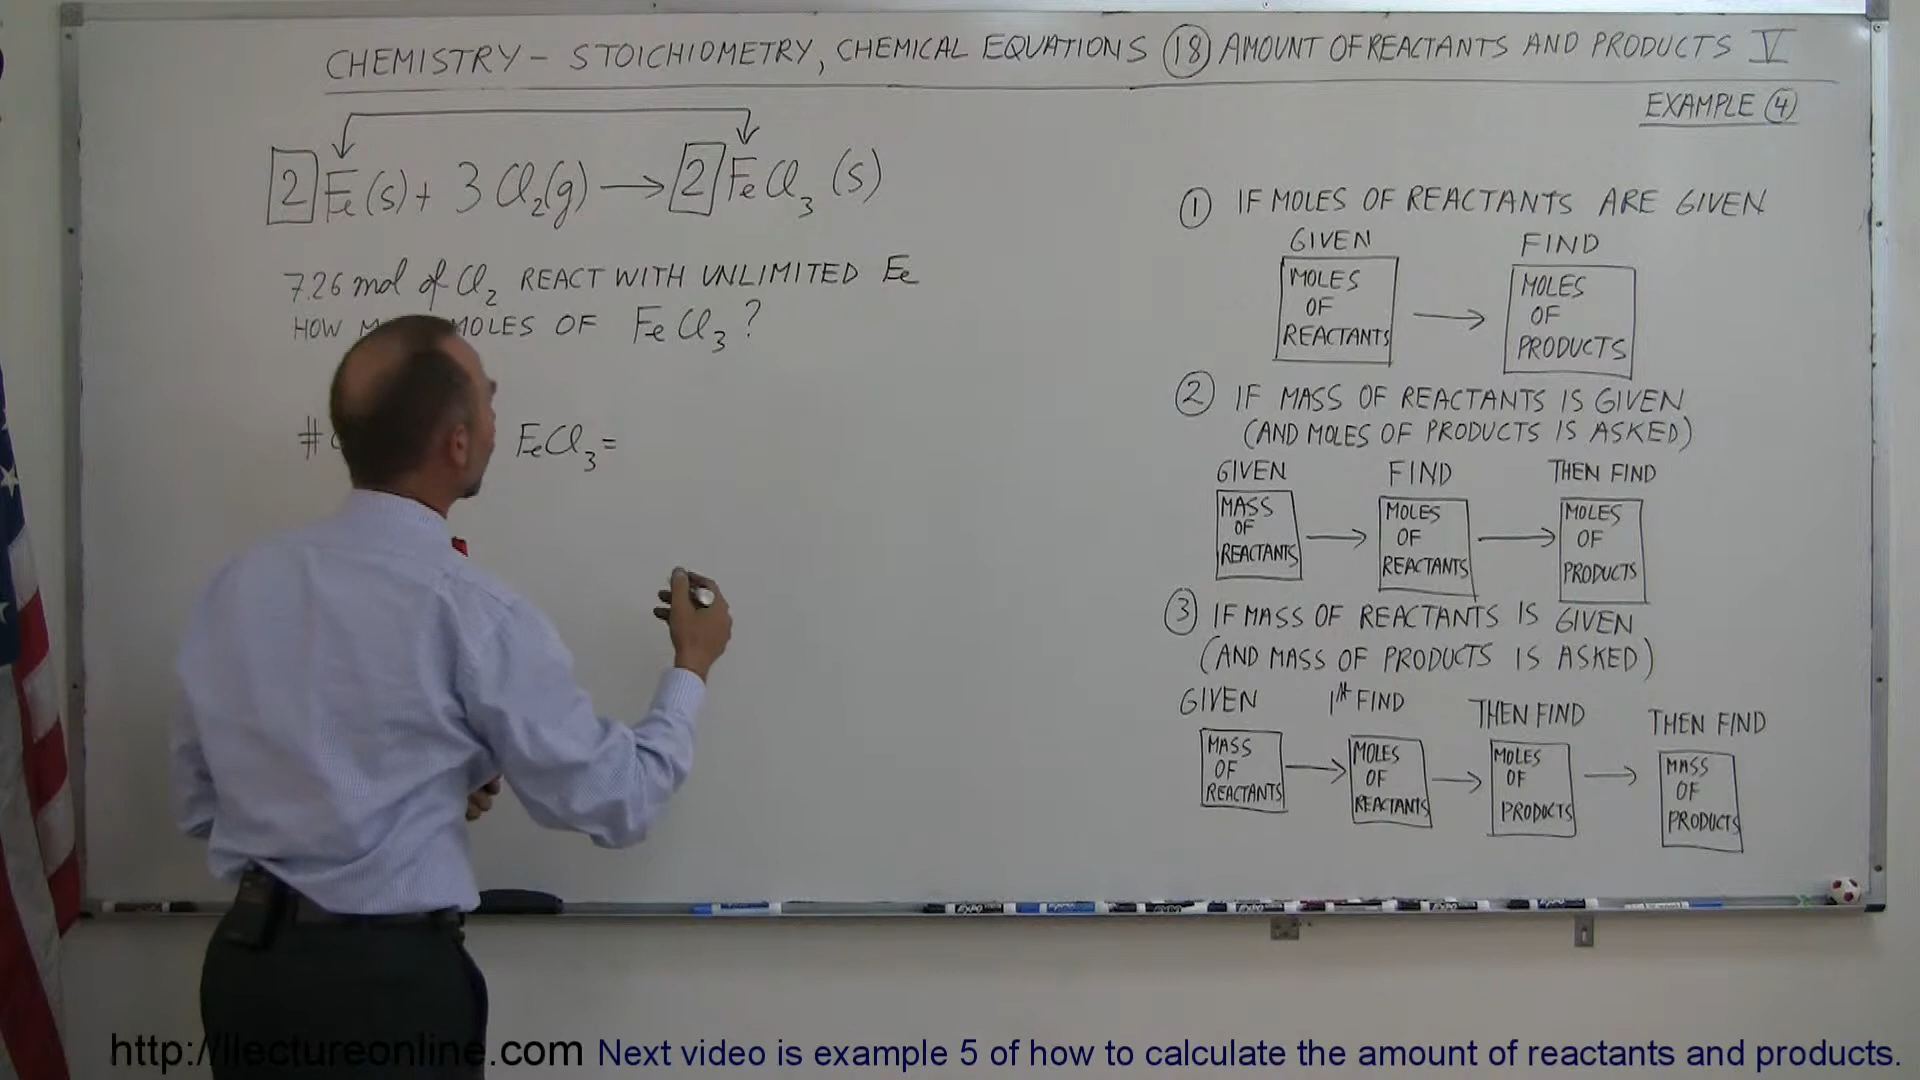 CHEMISTRY – STOICHIOMETRY, CHEMICAL EQUATIONS (18) AMOUNT OF REACTANTS AND PRODUCTS V
EXAMPLE (4)
2 Fe (s) + 3 Cl₂(g) → 2 FeCl₃ (s)
7.26 mol of Cl₂ REACT WITH UNLIMITED Fe
HOW MOLES OF FeCl₃ ?
# FeCl₃ =
① IF MOLES OF REACTANTS ARE GIVEN
GIVEN FIND
MOLES OF REACTANTS → MOLES OF PRODUCTS
② IF MASS OF REACTANTS IS GIVEN
(AND MOLES OF PRODUCTS IS ASKED)
GIVEN FIND THEN FIND
MASS OF REACTANTS → MOLES OF REACTANTS → MOLES OF PRODUCTS
③ IF MASS OF REACTANTS IS GIVEN
(AND MASS OF PRODUCTS IS ASKED)
GIVEN 1st FIND THEN FIND THEN FIND
MASS OF REACTANTS → MOLES OF REACTANTS → MOLES OF PRODUCTS → MASS OF PRODUCTS
http://ilectureonline.com Next video is example 5 of how to calculate the amount of reactants and products.